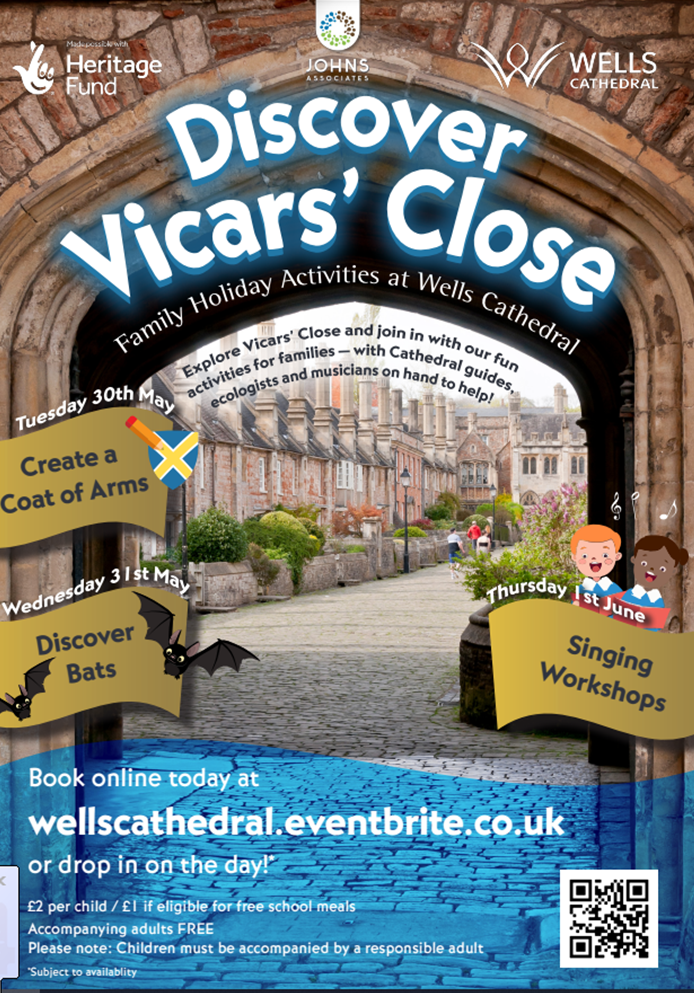 Made possible with
Heritage
Fund
JOHNS
ASSOCIATES
WELLS
CATHEDRAL
Discover
Vicars' Close
Family Holiday Activities at Wells Cathedral
Explore Vicars' Close and join in with our fun
activities for families – with Cathedral guides,
ecologists and musicians on hand to help!
Tuesday 30th May
Create a
Coat of Arms
Wednesday 31st May
Discover
Bats
Thursday 1st June
Singing
Workshops
Book online today at
wellscathedral.eventbrite.co.uk
or drop in on the day!*
£2 per child / £1 if eligible for free school meals
Accompanying adults FREE
Please note: Children must be accompanied by a responsible adult
*Subject to availablity